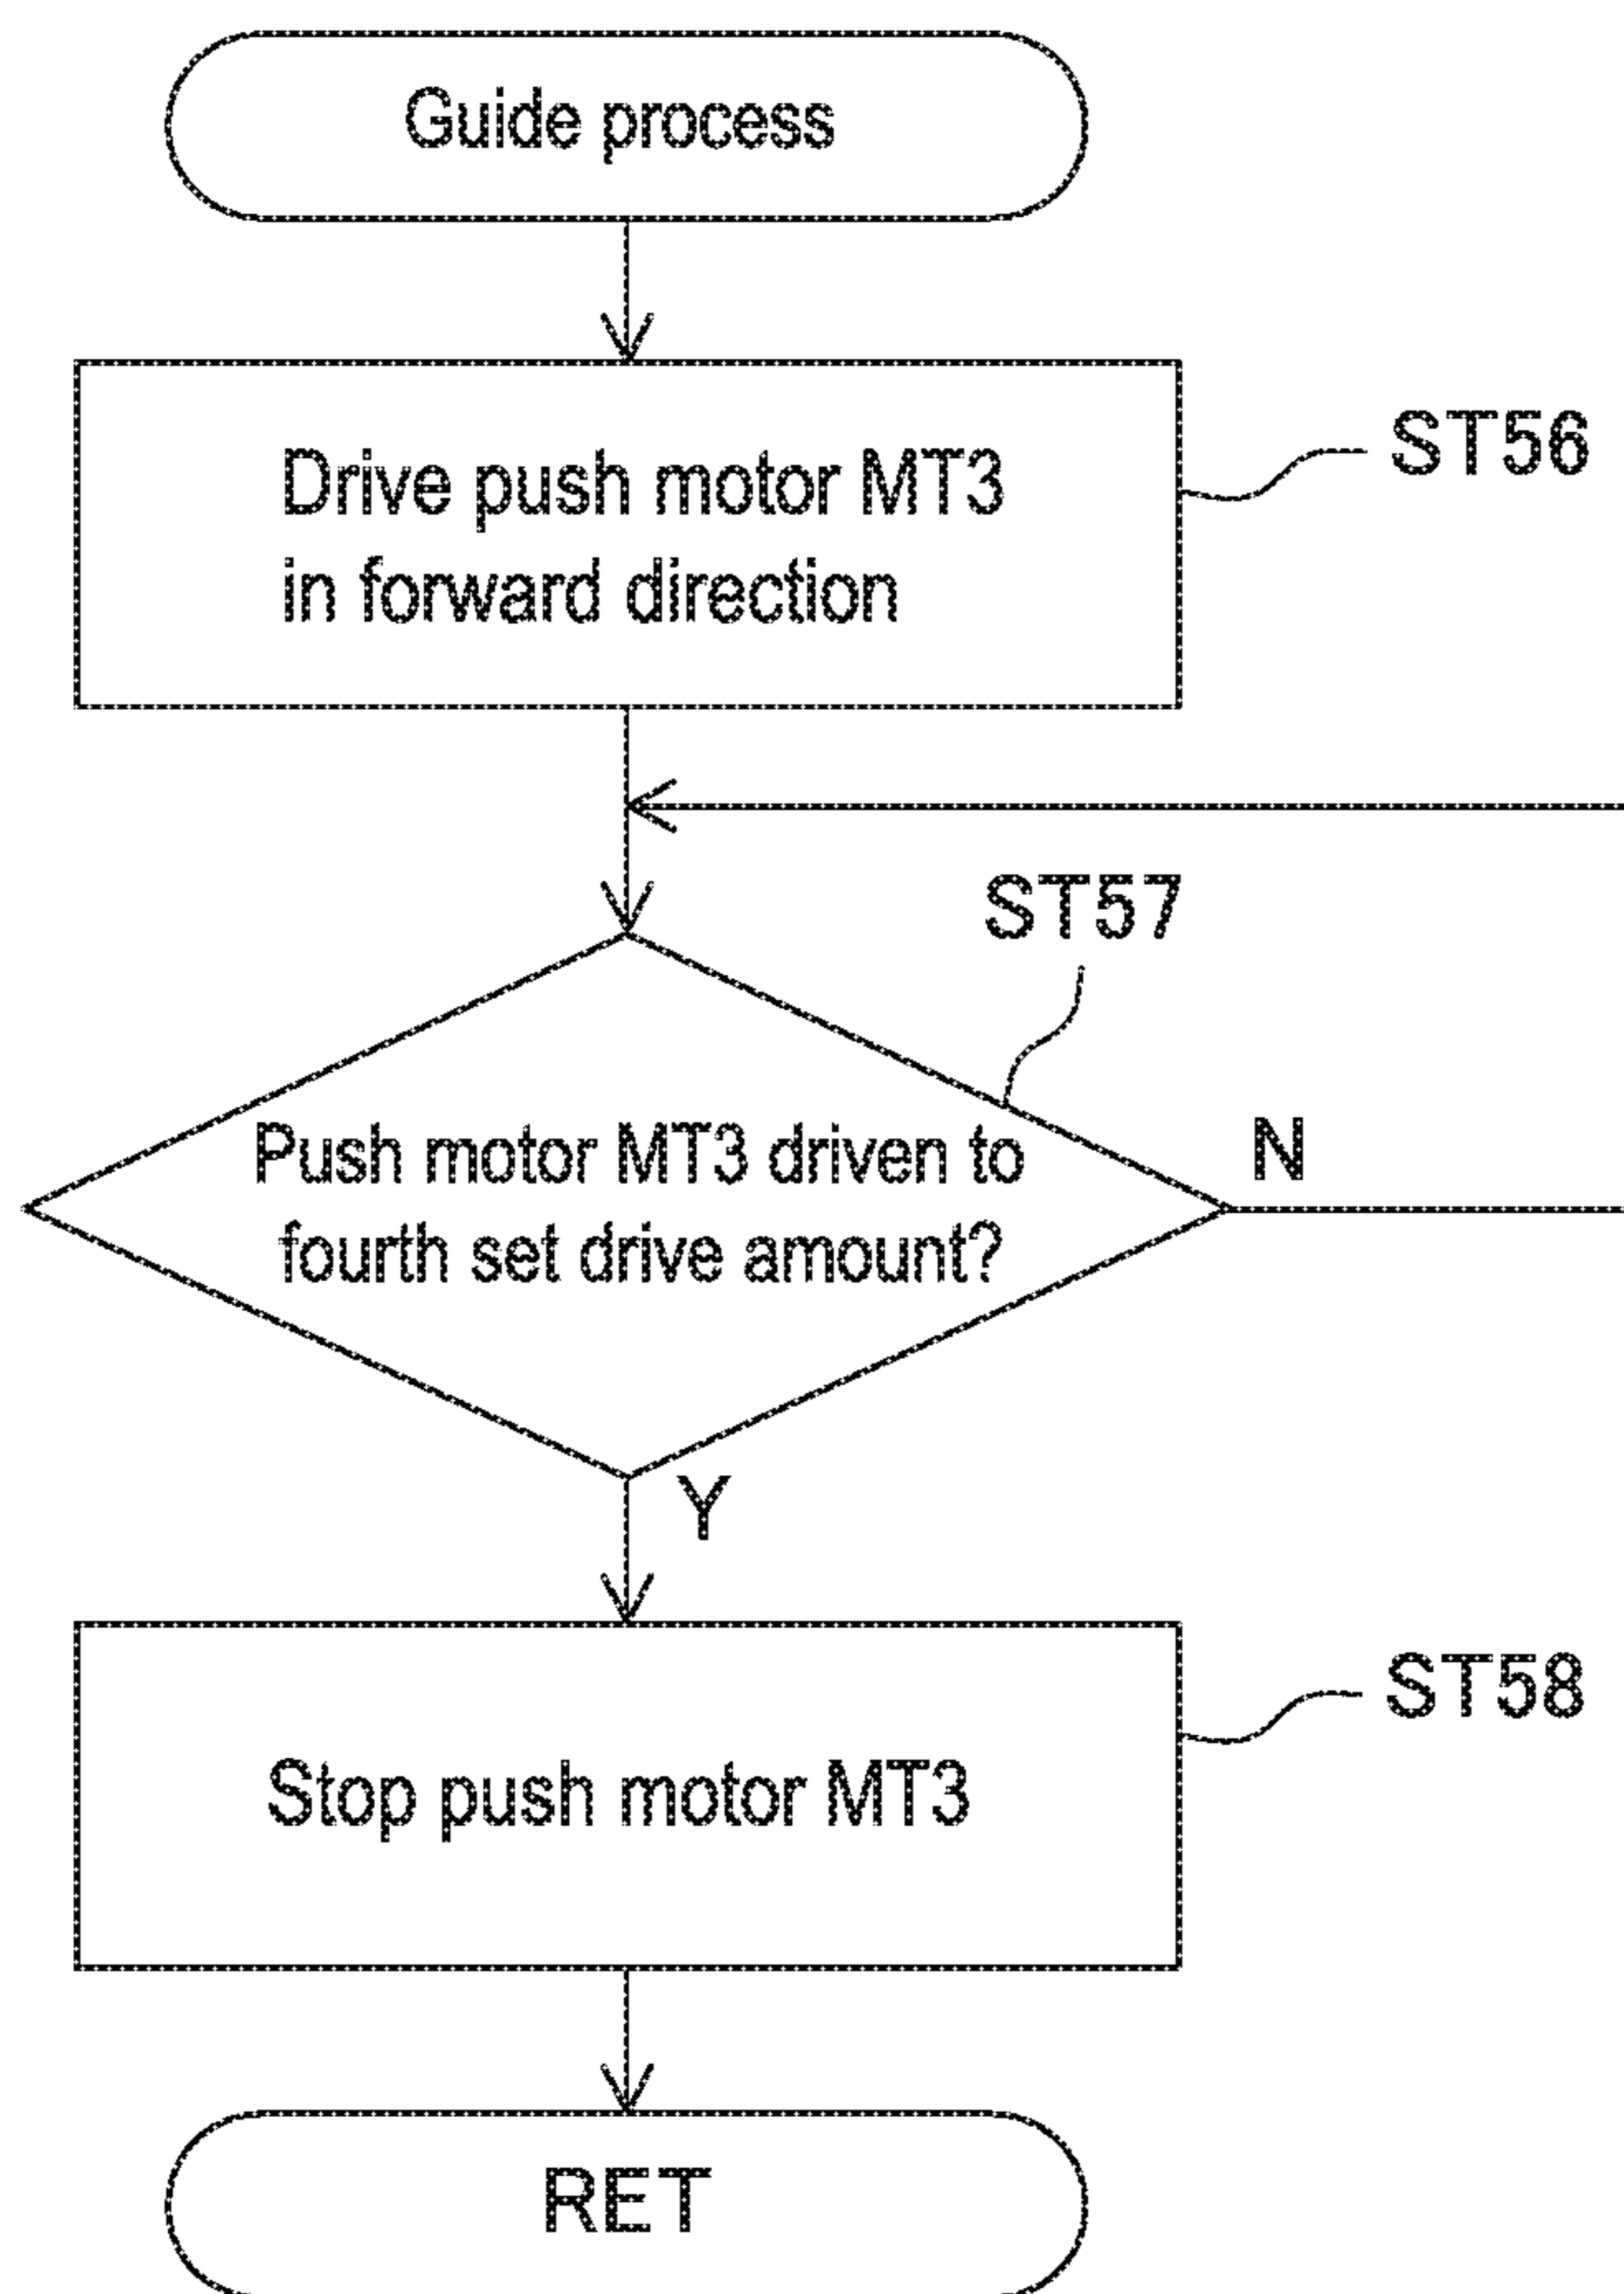 Guide process
Drive push motor MT3
in forward direction
ST56
ST57
Push motor MT3 driven to
fourth set drive amount?
N
Y
Stop push motor MT3
ST58
RET